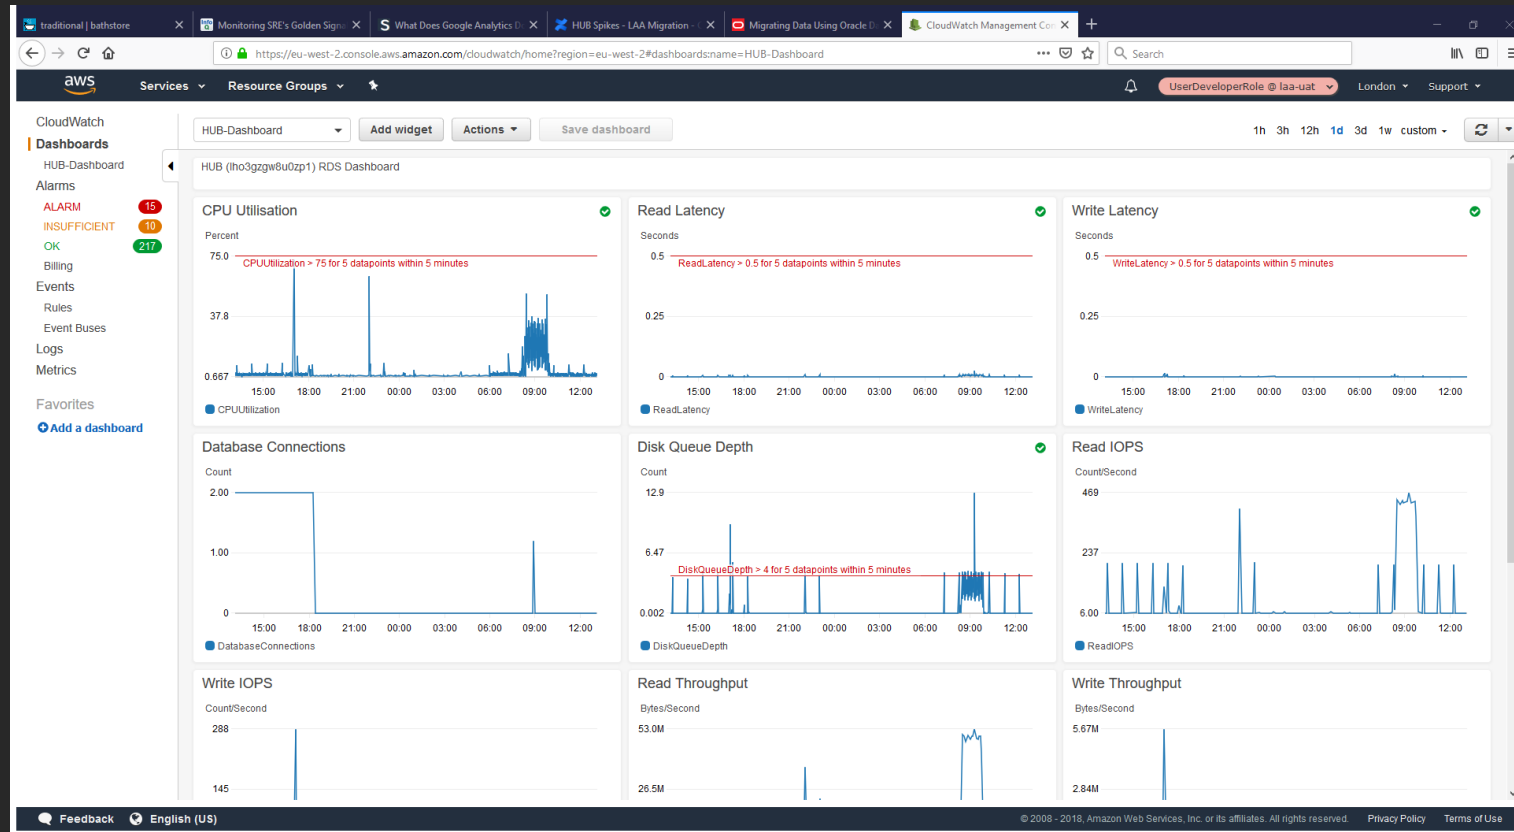 traditional | bathstore
Monitoring SRE's Golden Signa
What Does Google Analytics D
HUB Spikes - LAA Migration -
Migrating Data Using Oracle D
CloudWatch Management Co
https://eu-west-2.console.aws.amazon.com/cloudwatch/home?region=eu-west-2#dashboards:name=HUB-Dashboard
Search
aws
Services
Resource Groups
UserDeveloperRole @ laa-uat
London
Support
CloudWatch
Dashboards
HUB-Dashboard
Alarms
ALARM 15
INSUFFICIENT 10
OK 217
Billing
Events
Rules
Event Buses
Logs
Metrics
Favorites
Add a dashboard
HUB-Dashboard
Add widget
Actions
Save dashboard
1h 3h 12h 1d 3d 1w custom
HUB (lho3gzgw8u0zp1) RDS Dashboard
CPU Utilisation
Percent
75.0
CPUUtilization > 75 for 5 datapoints within 5 minutes
37.8
0.667
15:00 18:00 21:00 00:00 03:00 06:00 09:00 12:00
CPUUtilization
Read Latency
Seconds
0.5
ReadLatency > 0.5 for 5 datapoints within 5 minutes
0.25
0
15:00 18:00 21:00 00:00 03:00 06:00 09:00 12:00
ReadLatency
Write Latency
Seconds
0.5
WriteLatency > 0.5 for 5 datapoints within 5 minutes
0.25
0
15:00 18:00 21:00 00:00 03:00 06:00 09:00 12:00
WriteLatency
Database Connections
Count
2.00
1.00
0
15:00 18:00 21:00 00:00 03:00 06:00 09:00 12:00
DatabaseConnections
Disk Queue Depth
Count
12.9
6.47
DiskQueueDepth > 4 for 5 datapoints within 5 minutes
0.002
15:00 18:00 21:00 00:00 03:00 06:00 09:00 12:00
DiskQueueDepth
Read IOPS
Count/Second
469
237
6.00
15:00 18:00 21:00 00:00 03:00 06:00 09:00 12:00
ReadIOPS
Write IOPS
Count/Second
288
145
Read Throughput
Bytes/Second
53.0M
26.5M
Write Throughput
Bytes/Second
5.67M
2.84M
Feedback
English (US)
© 2008 - 2018, Amazon Web Services, Inc. or its affiliates. All rights reserved.
Privacy Policy
Terms of Use